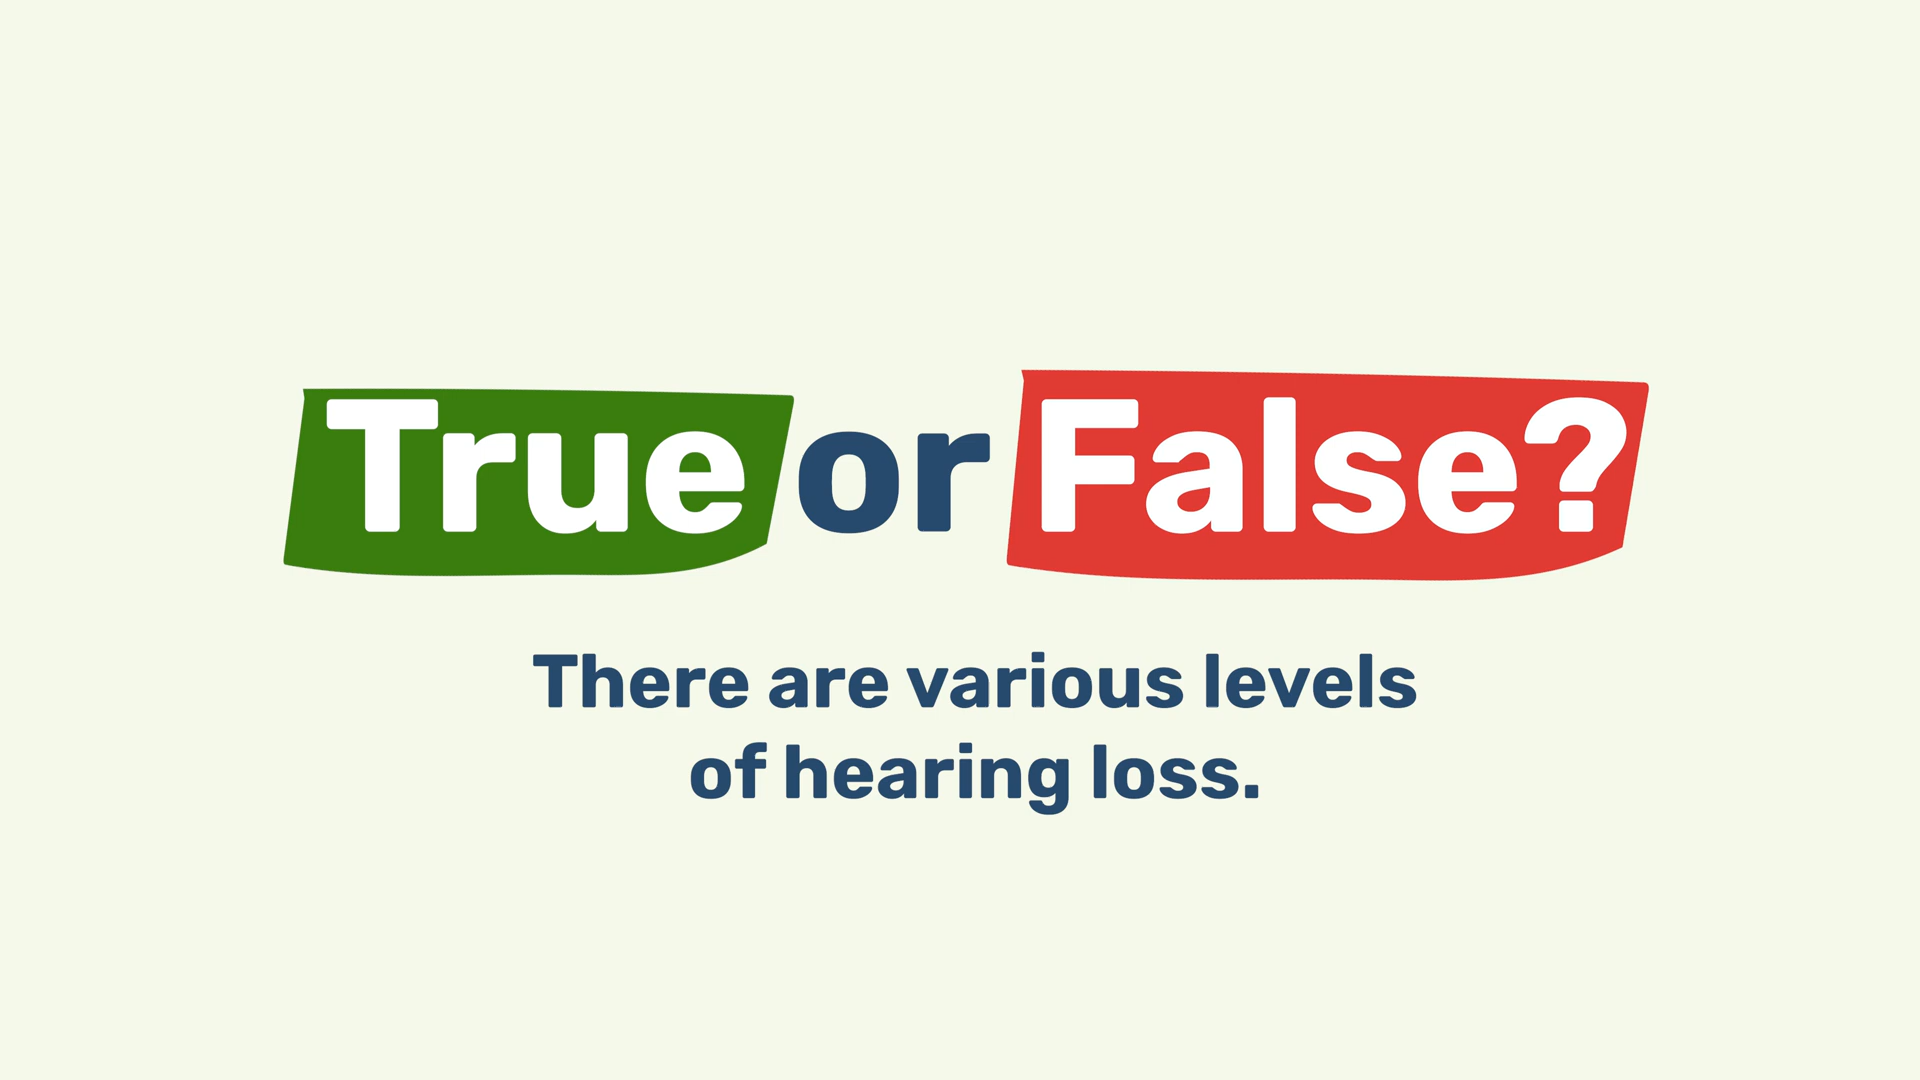 True or False?
There are various levels
of hearing loss.